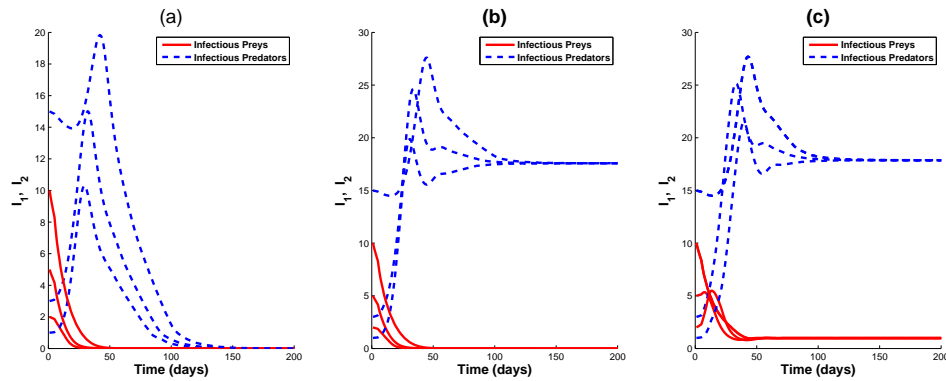 (a)
20
18
16
14
12
10
8
6
4
2
0
0 50 100 150 200
I1, I2
Time (days)
Infectious Preys
Infectious Predators
(b)
30
25
20
15
10
5
0
0 50 100 150 200
I1, I2
Time (days)
Infectious Preys
Infectious Predators
(c)
30
25
20
15
10
5
0
0 50 100 150 200
I1, I2
Time (days)
Infectious Preys
Infectious Predators